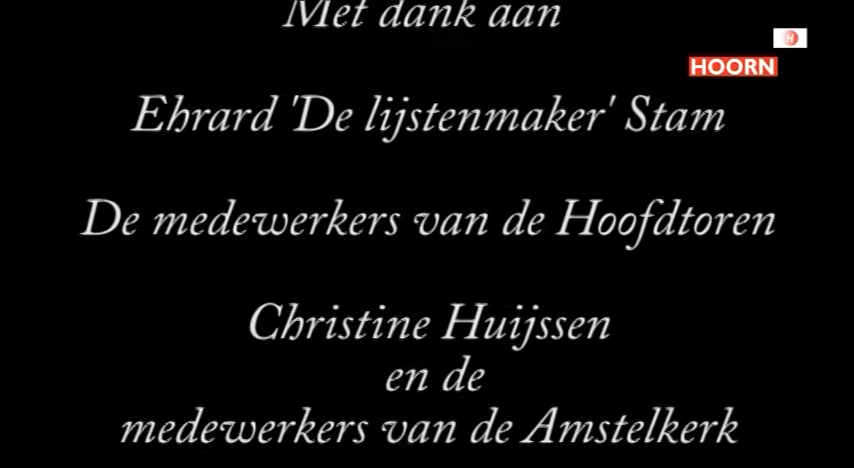 Met dank aan
HOORN
Ehrard 'De lijstenmaker' Stam
De medewerkers van de Hoofdtoren
Christine Huijssen
en de
medewerkers van de Amstelkerk